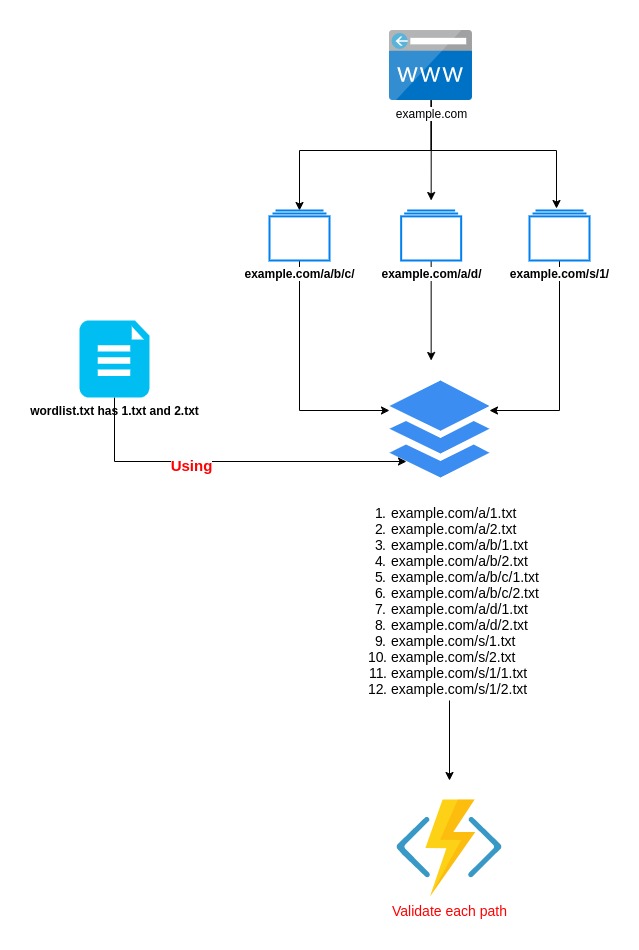 WWW
example.com
example.com/a/b/c/ example.com/a/d/ example.com/s/1/
wordlist.txt has 1.txt and 2.txt
Using
1. example.com/a/1.txt
2. example.com/a/2.txt
3. example.com/a/b/1.txt
4. example.com/a/b/2.txt
5. example.com/a/b/c/1.txt
6. example.com/a/b/c/2.txt
7. example.com/a/d/1.txt
8. example.com/a/d/2.txt
9. example.com/s/1.txt
10. example.com/s/2.txt
11. example.com/s/1/1.txt
12. example.com/s/1/2.txt
Validate each path